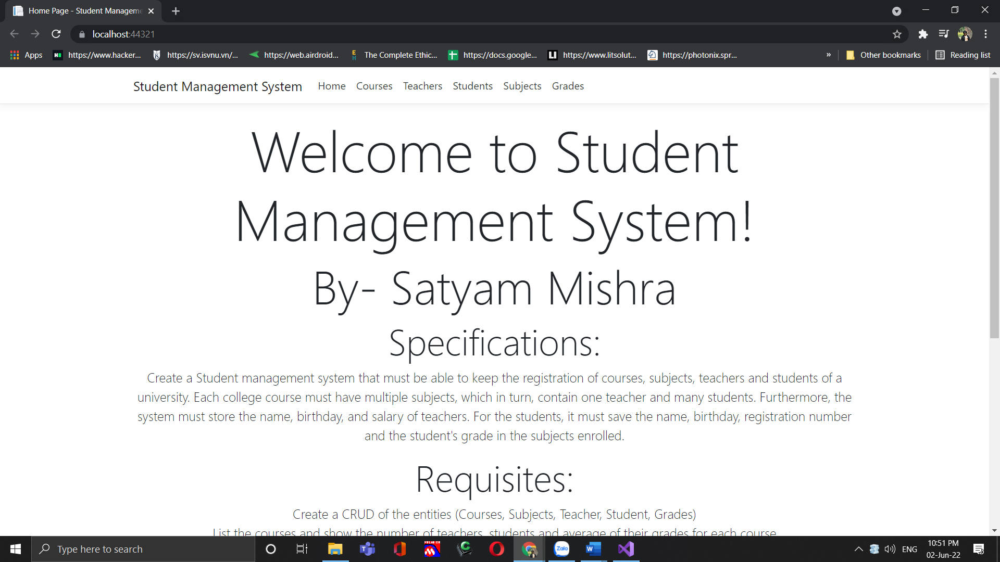 Home Page - Student Manageme
localhost:44321
Apps
https://www.hacker...
https://sv.isvnu.vn/...
https://web.airdroid...
The Complete Ethic...
https://docs.google...
https://www.litsolut...
https://photonix.spr...
»
Other bookmarks
Reading list
Student Management System
Home
Courses
Teachers
Students
Subjects
Grades
Welcome to Student
Management System!
By- Satyam Mishra
Specifications:
Create a Student management system that must be able to keep the registration of courses, subjects, teachers and students of a
university. Each college course must have multiple subjects, which in turn, contain one teacher and many students. Furthermore, the
system must store the name, birthday, and salary of teachers. For the students, it must save the name, birthday, registration number
and the student's grade in the subjects enrolled.
Requisites:
Create a CRUD of the entities (Courses, Subjects, Teacher, Student, Grades)
List the courses and show the number of teachers, students and average of their grades for each course
Type here to search
Zalo
ENG
10:51 PM
02-Jun-22